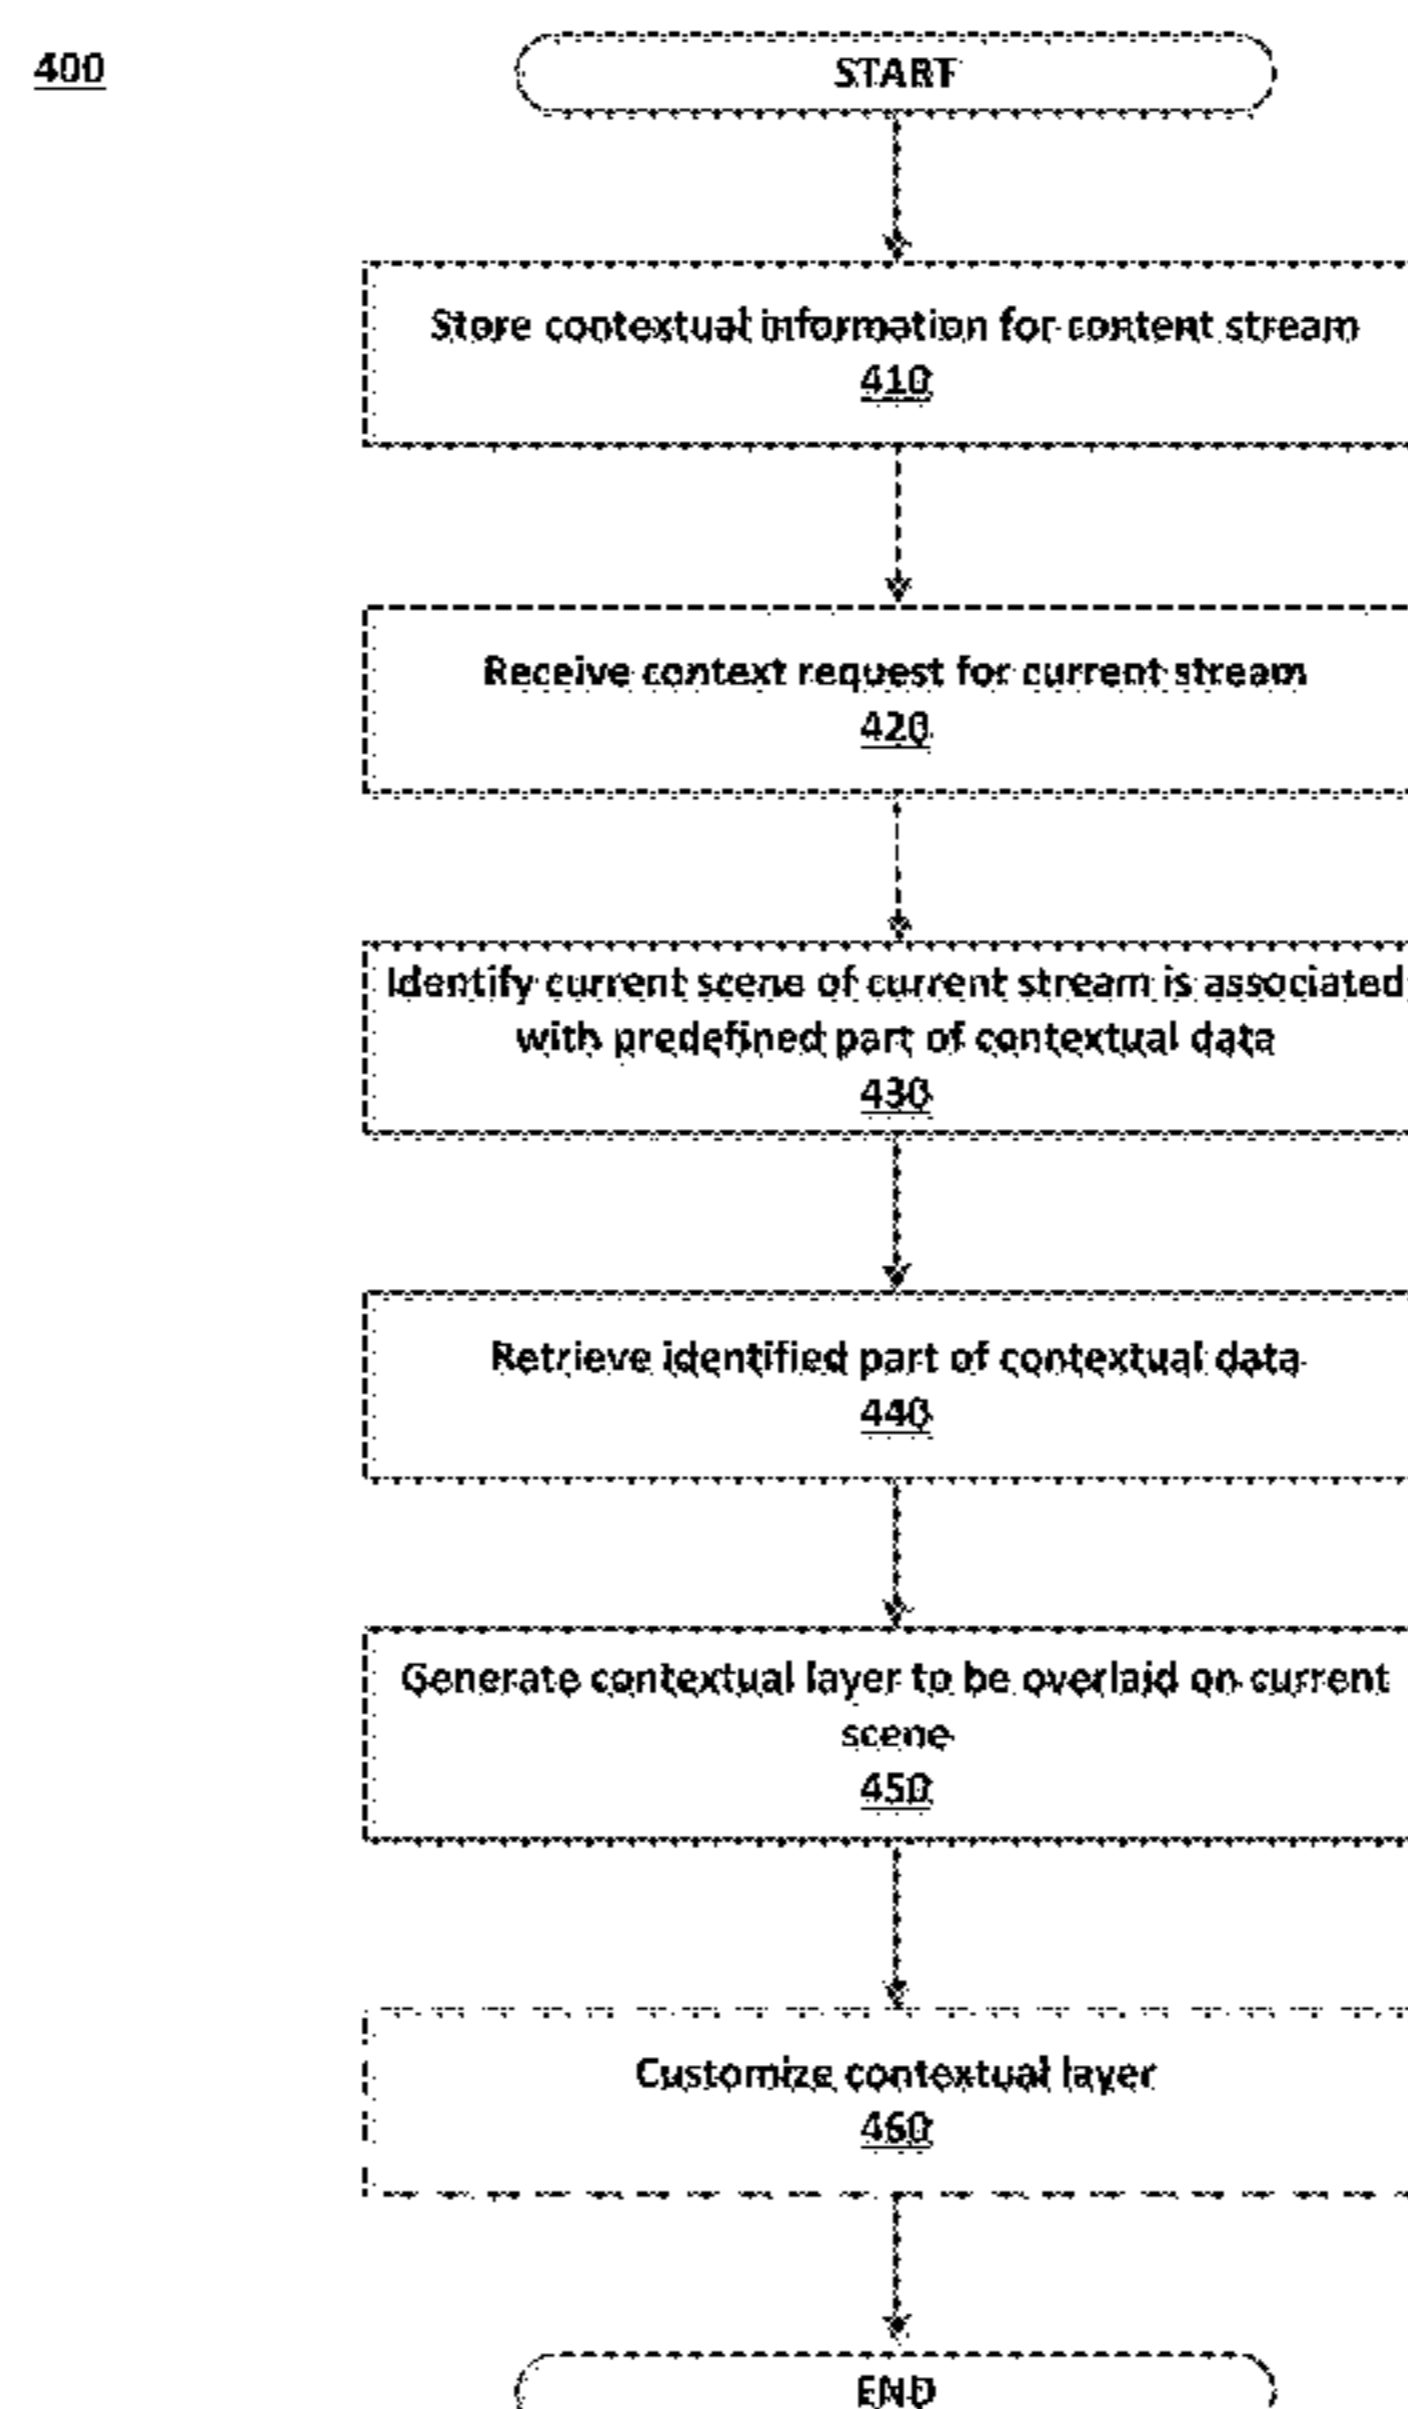 400
START
Store contextual information for content stream
410
Receive context request for current stream
420
Identify current scene of current stream is associated
with predefined part of contextual data
430
Retrieve identified part of contextual data
440
Generate contextual layer to be overlaid on current
scene
450
Customize contextual layer
460
END